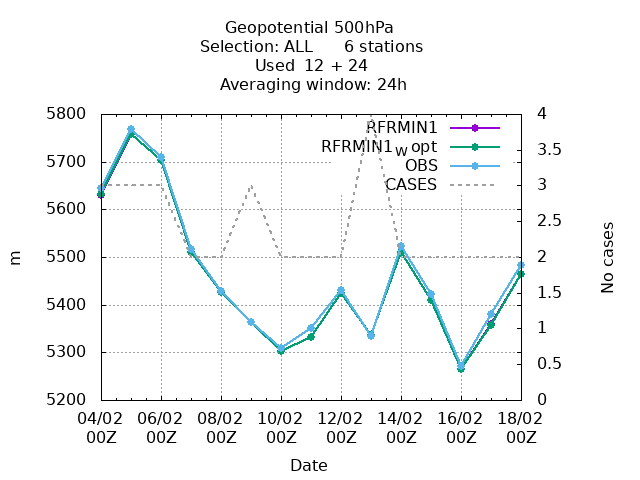 Geopotential 500hPa
Selection: ALL      6 stations
Used  12 + 24
Averaging window: 24h
5800
5700
5600
5500
5400
5300
5200
m
4
3.5
3
2.5
2
1.5
1
0.5
0
No cases
RFRMIN1
RFRMIN1w opt
OBS
CASES
04/02 06/02 08/02 10/02 12/02 14/02 16/02 18/02
00Z 00Z 00Z 00Z 00Z 00Z 00Z 00Z
Date